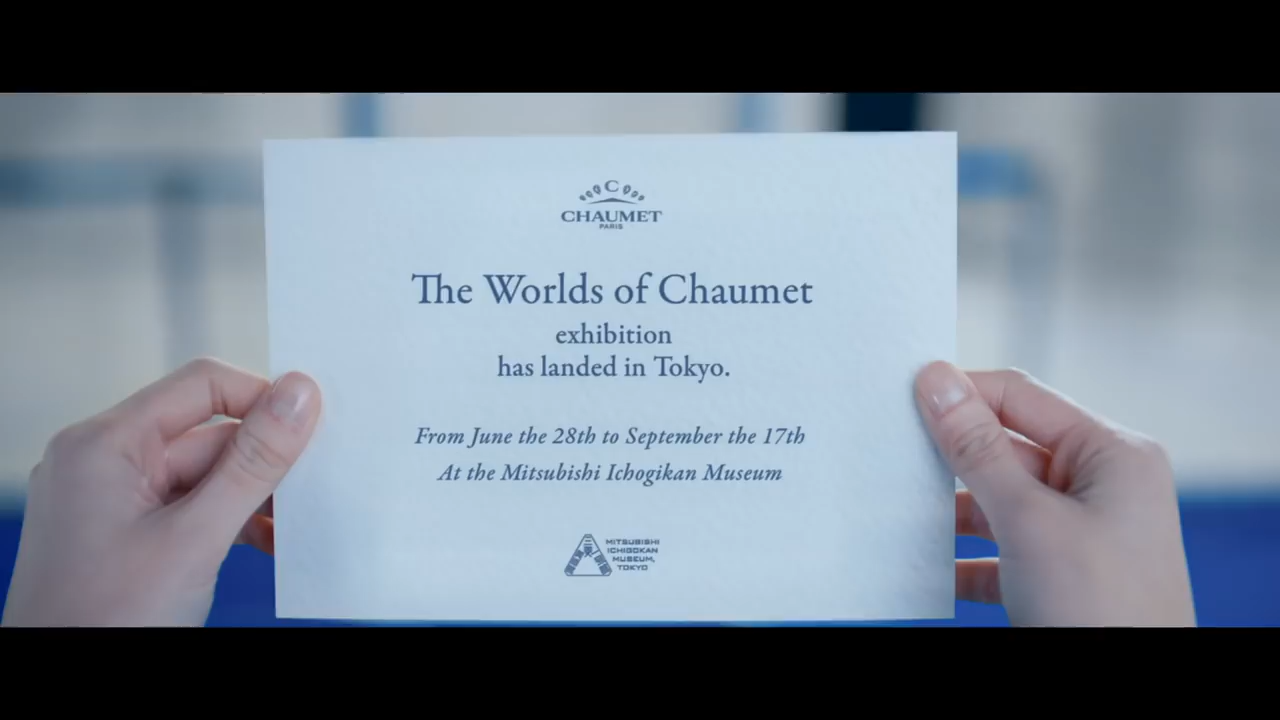 C
CHAUMET
PARIS
The Worlds of Chaumet
exhibition
has landed in Tokyo.
From June the 28th to September the 17th
At the Mitsubishi Ichogikan Museum
MITSUBISHI
ICHIGOKAN
MUSEUM,
TOKYO